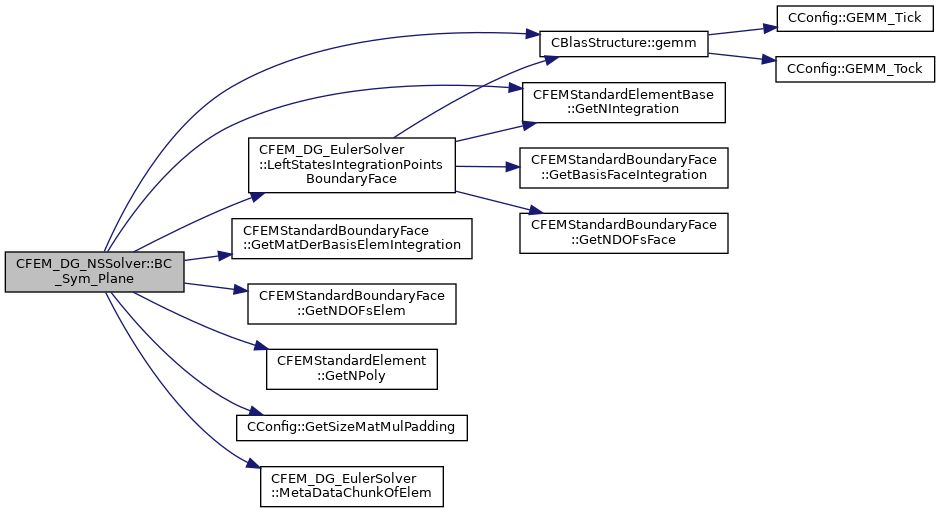 CFEM_DG_NSSolver::BC
_Sym_Plane
CBlasStructure::gemm
CConfig::GEMM_Tick
CConfig::GEMM_Tock
CFEMStandardElementBase
::GetNIntegration
CFEM_DG_EulerSolver
::LeftStatesIntegrationPoints
BoundaryFace
CFEMStandardBoundaryFace
::GetBasisFaceIntegration
CFEMStandardBoundaryFace
::GetNDOFsFace
CFEMStandardBoundaryFace
::GetMatDerBasisElemIntegration
CFEMStandardBoundaryFace
::GetNDOFsElem
CFEMStandardElement
::GetNPoly
CConfig::GetSizeMatMulPadding
CFEM_DG_EulerSolver
::MetaDataChunkOfElem